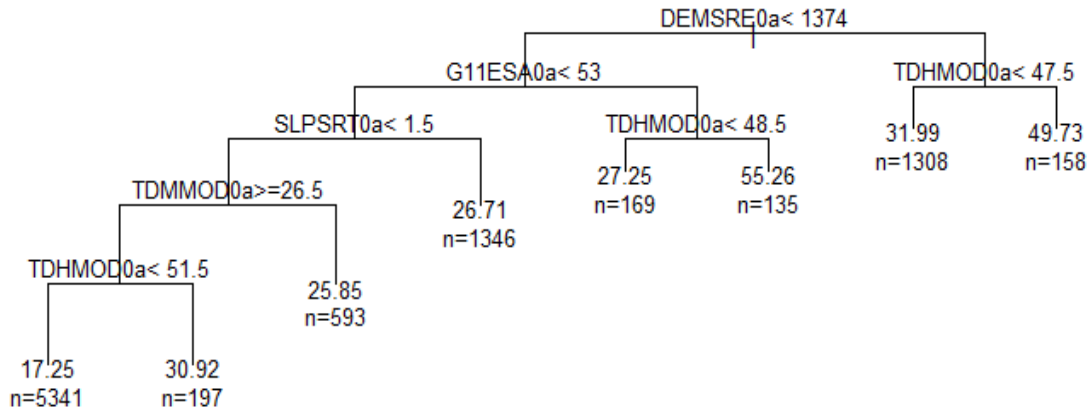 DEMSRE0a< 1374
G11ESA0a< 53
TDHMOD0a< 47.5
SLPSRT0a< 1.5
TDHMOD0a< 48.5
31.99
n=1308
49.73
n=158
TDMMOD0a>=26.5
26.71
n=1346
27.25
n=169
55.26
n=135
TDHMOD0a< 51.5
25.85
n=593
17.25
n=5341
30.92
n=197